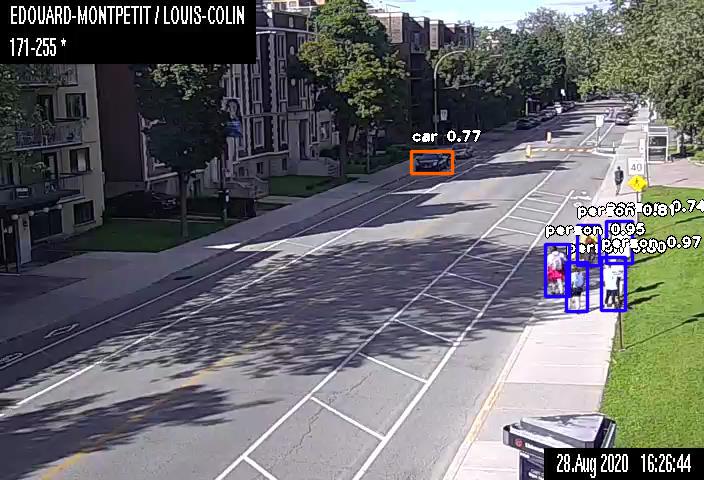 EDOUARD-MONTPETIT / LOUIS-COLIN
171-255 *
car 0.77
person 0.81
0.74
person 0.95
person 0.97
40
28.Aug 2020 16:26:44